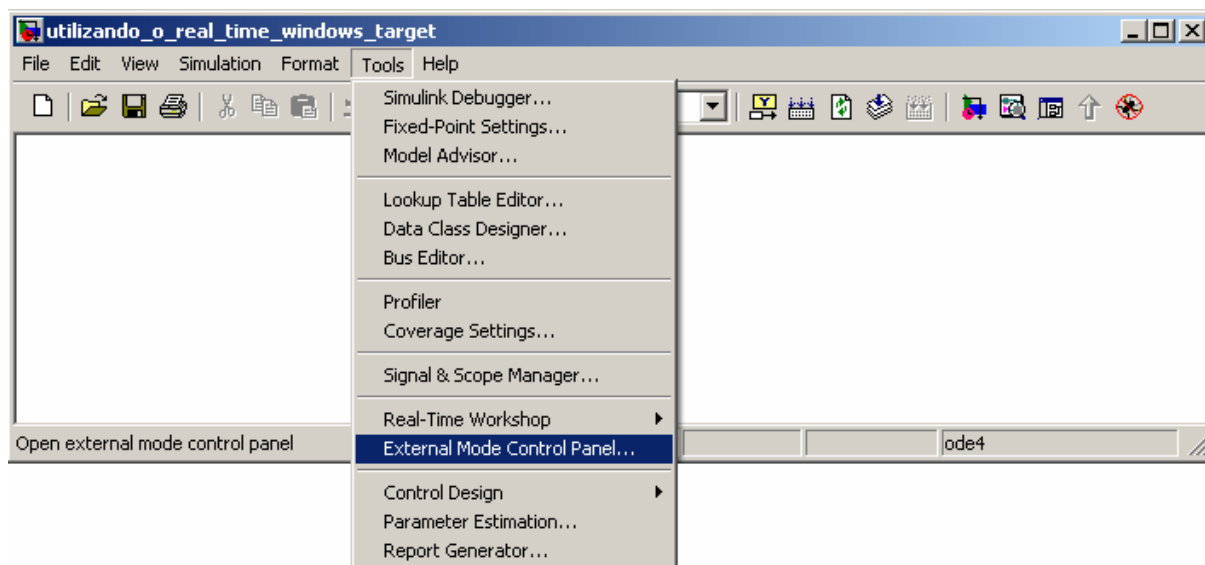 utilizando_o_real_time_windows_target
File Edit View Simulation Format Tools Help
Simulink Debugger...
Fixed-Point Settings...
Model Advisor...
Lookup Table Editor...
Data Class Designer...
Bus Editor...
Profiler
Coverage Settings...
Signal & Scope Manager...
Real-Time Workshop
Open external mode control panel
External Mode Control Panel...
ode4
Control Design
Parameter Estimation...
Report Generator...